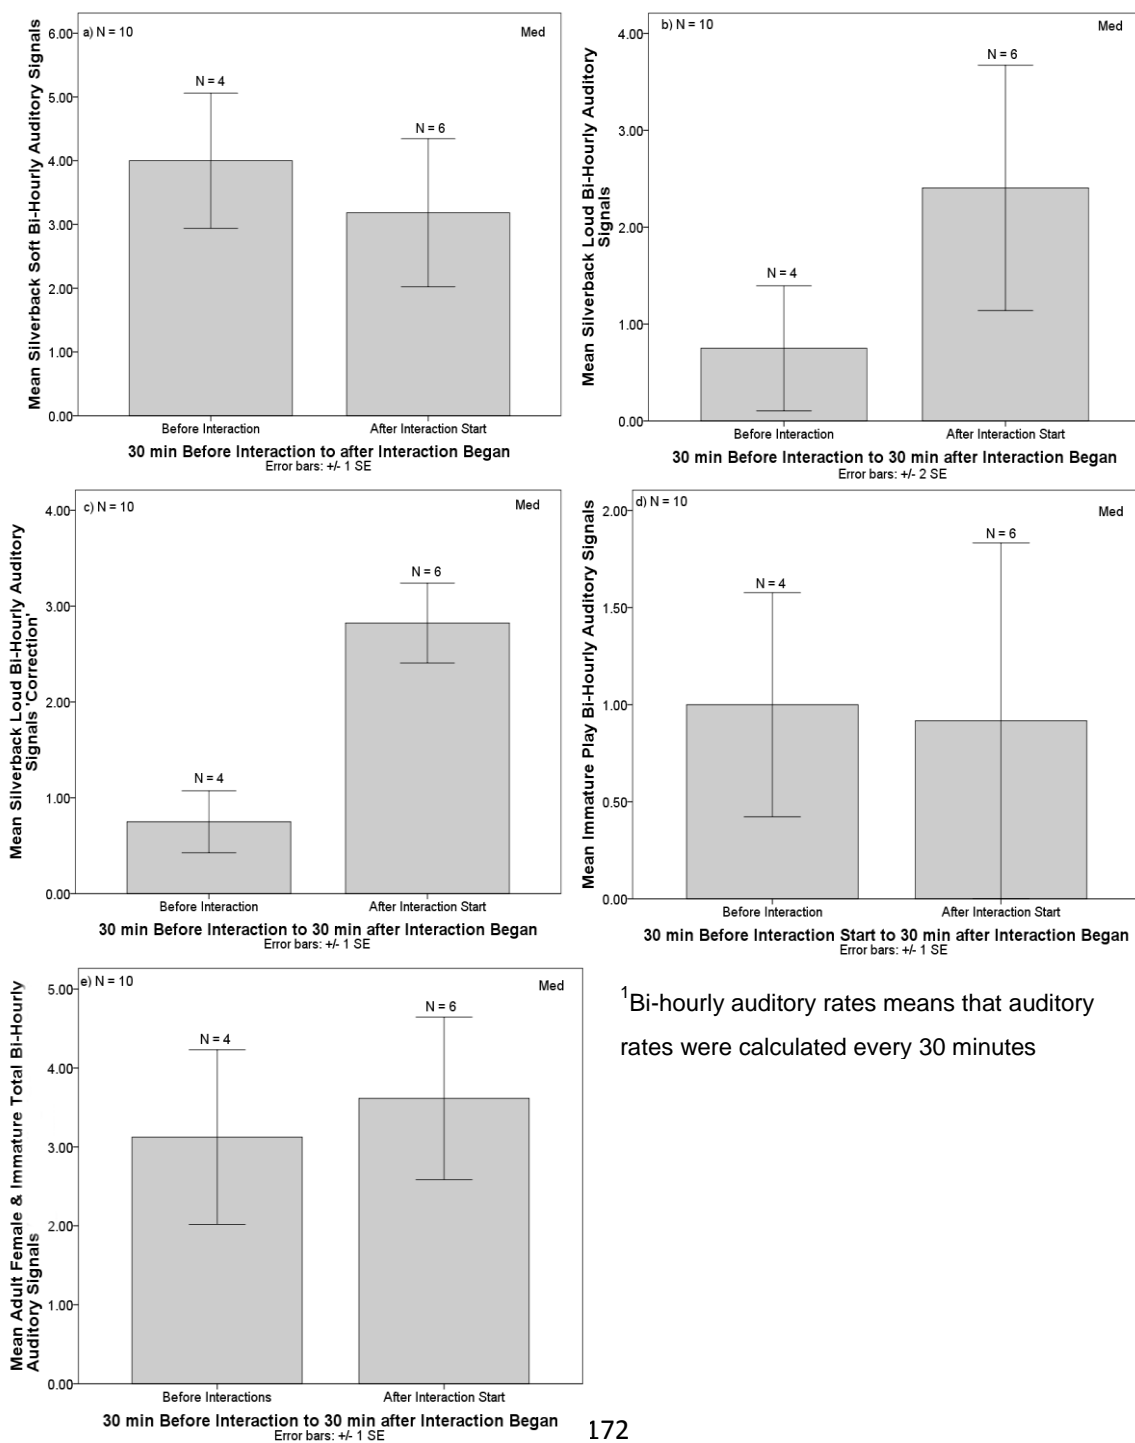 a) N = 10
Med
Mean Silverback Soft Bi-Hourly Auditory Signals
6.00
5.00
4.00
3.00
2.00
1.00
0.00
N = 4
N = 6
Before Interaction
After Interaction Start
30 min Before Interaction to after Interaction Began
Error bars: +/- 1 SE
b) N = 10
Med
Mean Silverback Loud Bi-Hourly Auditory
Signals
4.00
3.00
2.00
1.00
0.00
N = 4
N = 6
Before Interaction
After Interaction Start
30 min Before Interaction to 30 min after Interaction Began
Error bars: +/- 2 SE
c) N = 10
Med
Mean Silverback Loud Bi-Hourly Auditory
Signals 'Correction'
4.00
3.00
2.00
1.00
0.00
N = 4
N = 6
Before Interaction
After Interaction Start
30 min Before Interaction to 30 min after Interaction Began
Error bars: +/- 1 SE
d) N = 10
Med
Mean Immature Play Bi-Hourly Auditory Signals
2.00
1.50
1.00
0.50
0.00
N = 4
N = 6
Before Interaction
After Interaction Start
30 min Before Interaction Start to 30 min after Interaction Began
Error bars: +/- 1 SE
e) N = 10
Med
Mean Adult Female & Immature Total Bi-Hourly
Auditory Signals
5.00
4.00
3.00
2.00
1.00
0.00
N = 4
N = 6
Before Interactions
After Interaction Start
30 min Before Interaction to 30 min after Interaction Began
Error bars: +/- 1 SE
1Bi-hourly auditory rates means that auditory
rates were calculated every 30 minutes
172